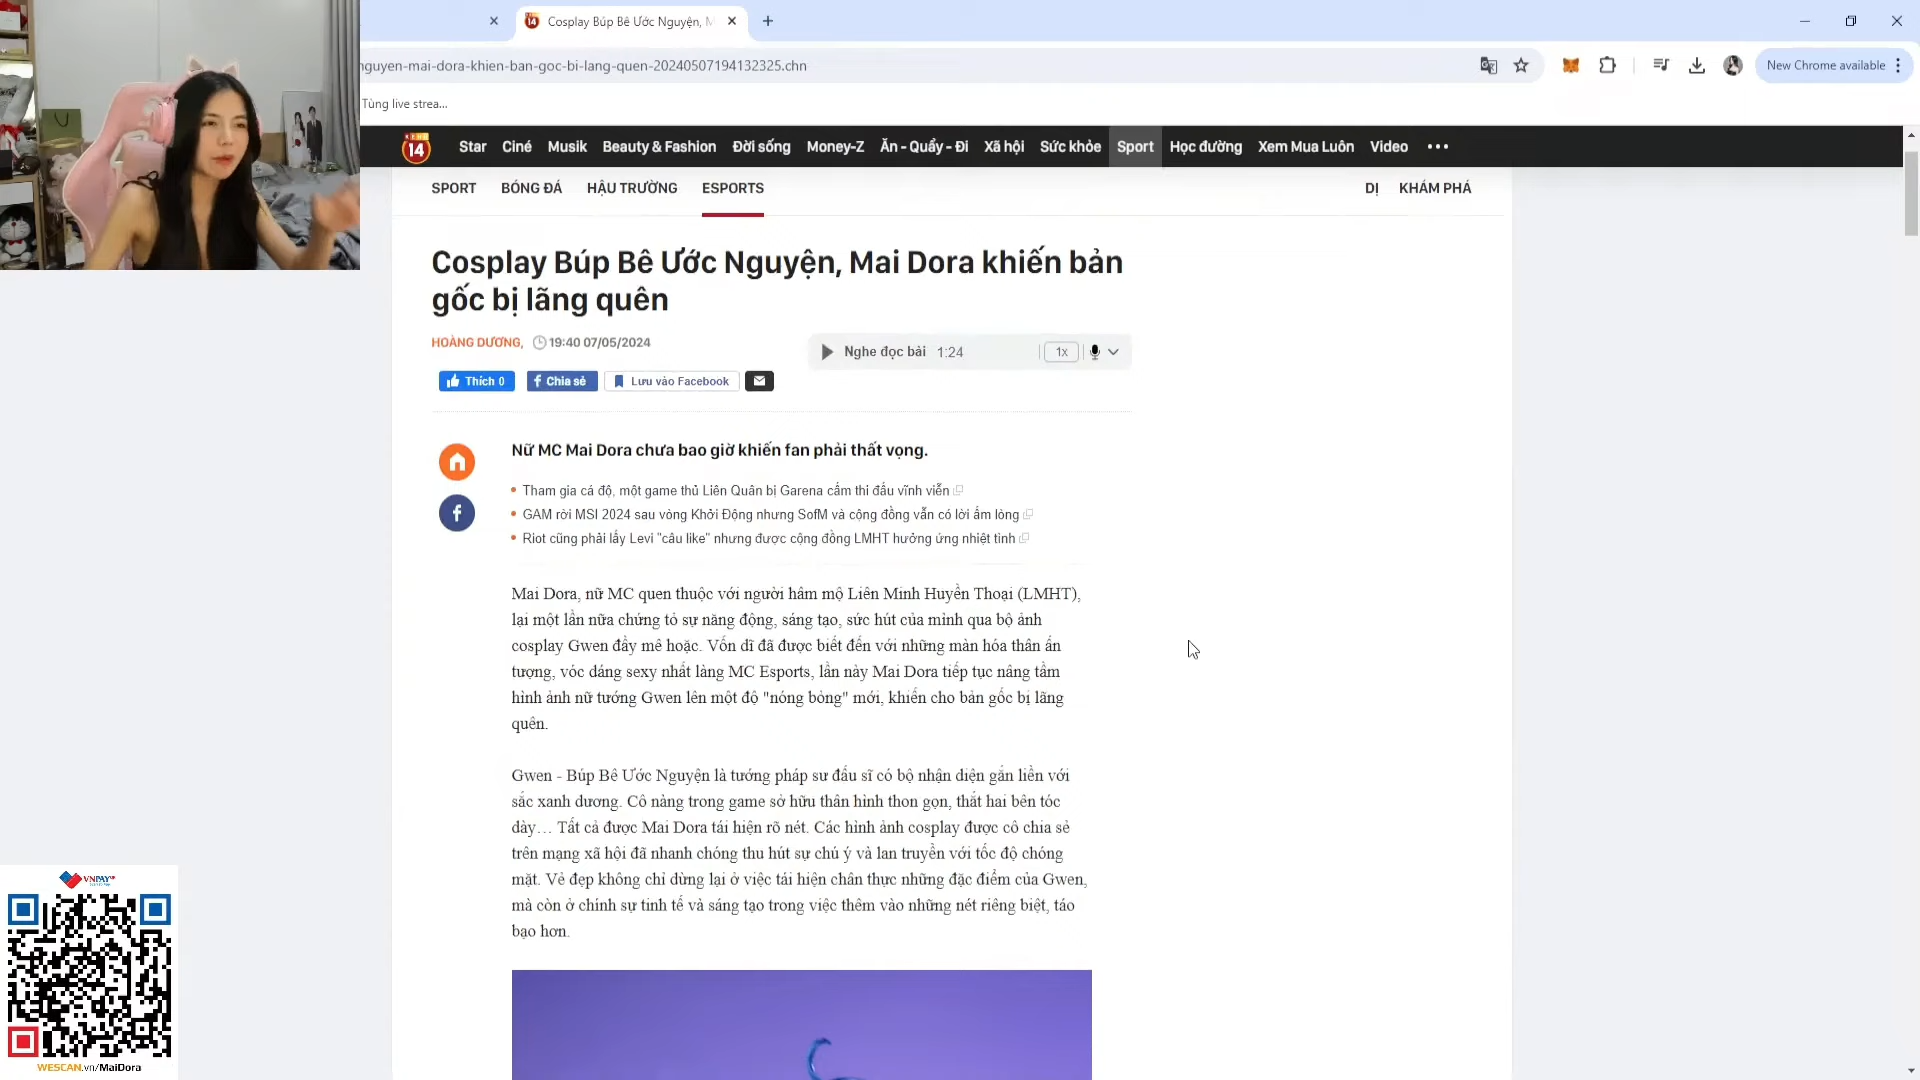 Cosplay Búp Bê Ước Nguyện, M
nguyen-mai-dora-khien-ban-goc-bi-lang-quen-20240507194132325.chn
New Chrome available
Tùng live strea...
KENH 14
Star Ciné Musik Beauty & Fashion Đời sống Money-Z Ăn - Quẩy - Đi Xã hội Sức khỏe Sport Học đường Xem Mua Luôn Video
SPORT BÓNG ĐÁ HẬU TRƯỜNG ESPORTS DỊ KHÁM PHÁ
Cosplay Búp Bê Ước Nguyện, Mai Dora khiến bản
gốc bị lãng quên
HOÀNG DƯƠNG, 19:40 07/05/2024
Nghe đọc bài 1:24 1x
Thích 0 Chia sẻ Lưu vào Facebook
Nữ MC Mai Dora chưa bao giờ khiến fan phải thất vọng.
Tham gia cá độ, một game thủ Liên Quân bị Garena cấm thi đấu vĩnh viễn
GAM rời MSI 2024 sau vòng Khởi Động nhưng SofM và cộng đồng vẫn có lời ấm lòng
Riot cũng phải lấy Levi "câu like" nhưng được cộng đồng LMHT hưởng ứng nhiệt tình
Mai Dora, nữ MC quen thuộc với người hâm mộ Liên Minh Huyền Thoại (LMHT),
lại một lần nữa chứng tỏ sự năng động, sáng tạo, sức hút của mình qua bộ ảnh
cosplay Gwen đầy mê hoặc. Vốn dĩ đã được biết đến với những màn hóa thân ấn
tượng, vóc dáng sexy nhất làng MC Esports, lần này Mai Dora tiếp tục nâng tầm
hình ảnh nữ tướng Gwen lên một độ "nóng bỏng" mới, khiến cho bản gốc bị lãng
quên.
Gwen - Búp Bê Ước Nguyện là tướng pháp sư đấu sĩ có bộ nhận diện gắn liền với
sắc xanh dương. Cô nàng trong game sở hữu thân hình thon gọn, thắt hai bên tóc
dày… Tất cả được Mai Dora tái hiện rõ nét. Các hình ảnh cosplay được cô chia sẻ
trên mạng xã hội đã nhanh chóng thu hút sự chú ý và lan truyền với tốc độ chóng
mặt. Vẻ đẹp không chỉ dừng lại ở việc tái hiện chân thực những đặc điểm của Gwen,
mà còn ở chính sự tinh tế và sáng tạo trong việc thêm vào những nét riêng biệt, táo
bạo hơn.
VNPAY
WESCAN.vn/MaiDora